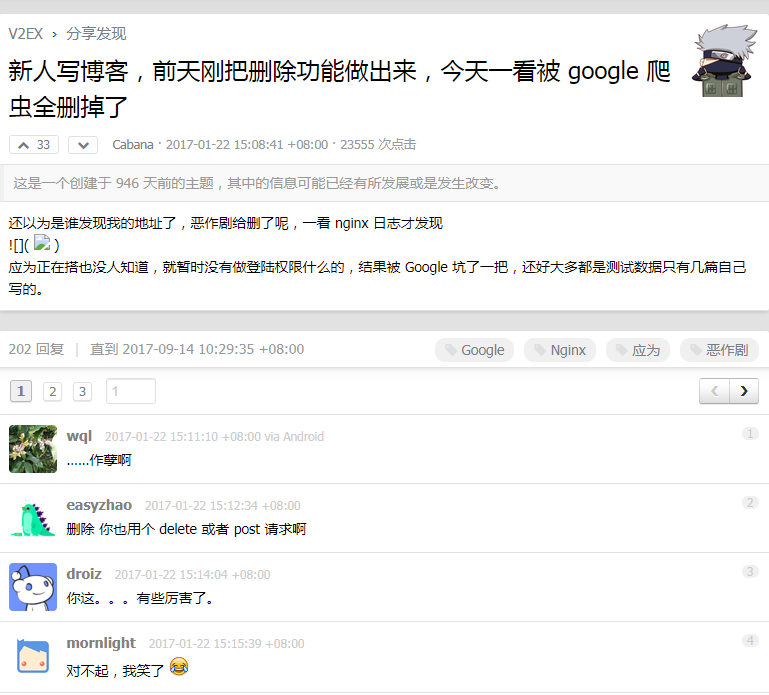 V2EX › 分享发现
新人写博客，前天刚把删除功能做出来，今天一看被 google 爬
虫全删掉了
33 Cabana · 2017-01-22 15:08:41 +08:00 · 23555 次点击
这是一个创建于 946 天前的主题，其中的信息可能已经有所发展或是发生改变。
还以为是谁发现我的地址了，恶作剧给删了呢，一看 nginx 日志才发现
![]( )
应为正在搭也没人知道，就暂时没有做登陆权限什么的，结果被 Google 坑了一把，还好大多都是测试数据只有几篇自己
写的。
202 回复 | 直到 2017-09-14 10:29:35 +08:00 Google Nginx 应为 恶作剧
1 2 3 1 ‹ ›
wql 2017-01-22 15:11:10 +08:00 via Android 1
……作孽啊
easyzhao 2017-01-22 15:12:34 +08:00 2
删除 你也用个 delete 或者 post 请求啊
droiz 2017-01-22 15:14:04 +08:00 3
你这。。。有些厉害了。
mornlight 2017-01-22 15:15:39 +08:00 4
对不起，我笑了 😂